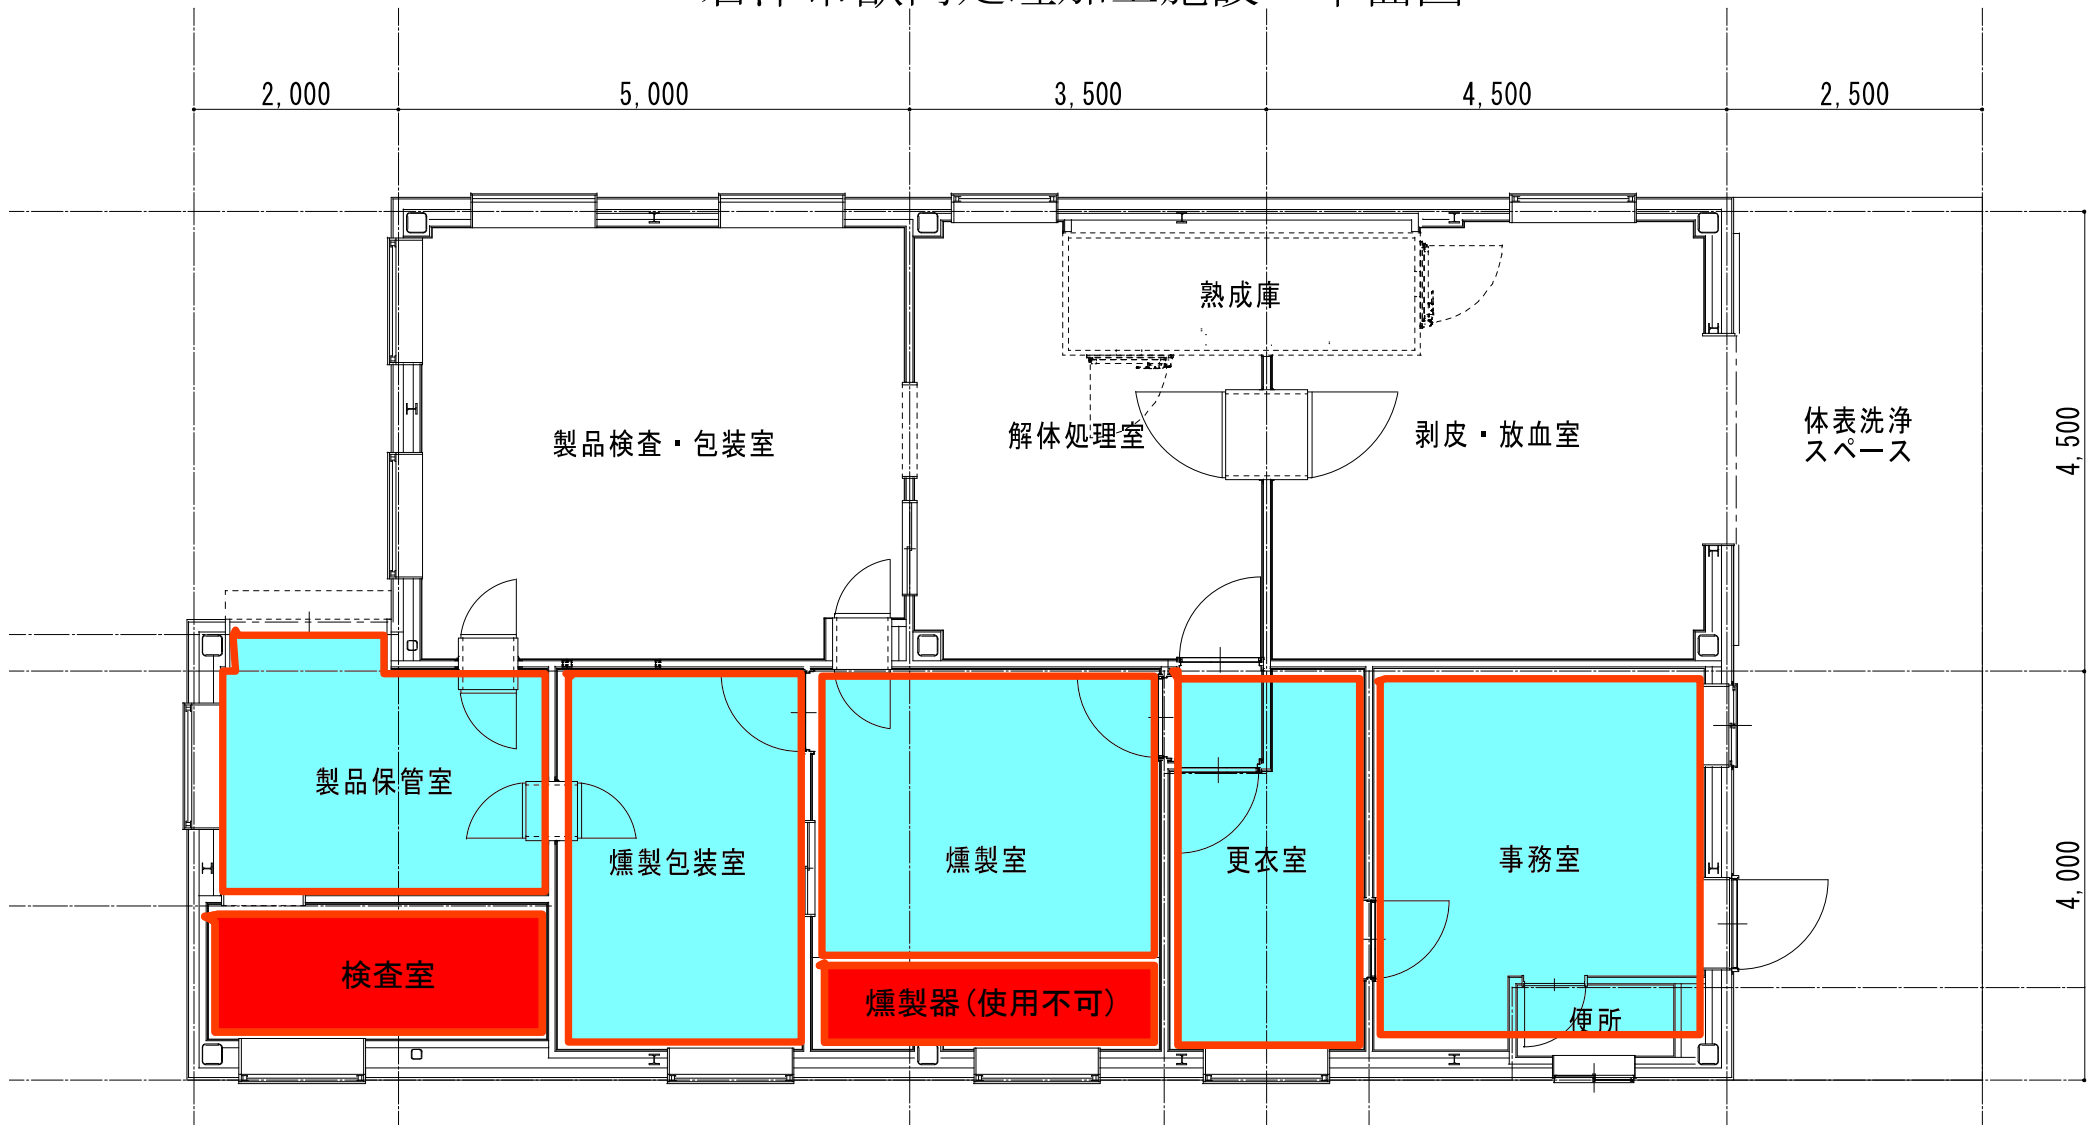 2,000
5,000
3,500
4,500
2,500
熟成庫
製品検査・包装室
解体処理室
剥皮・放血室
体表洗浄
スペース
4,500
製品保管室
燻製包装室
燻製室
更衣室
事務室
4,000
検査室
燻製器(使用不可)
便所